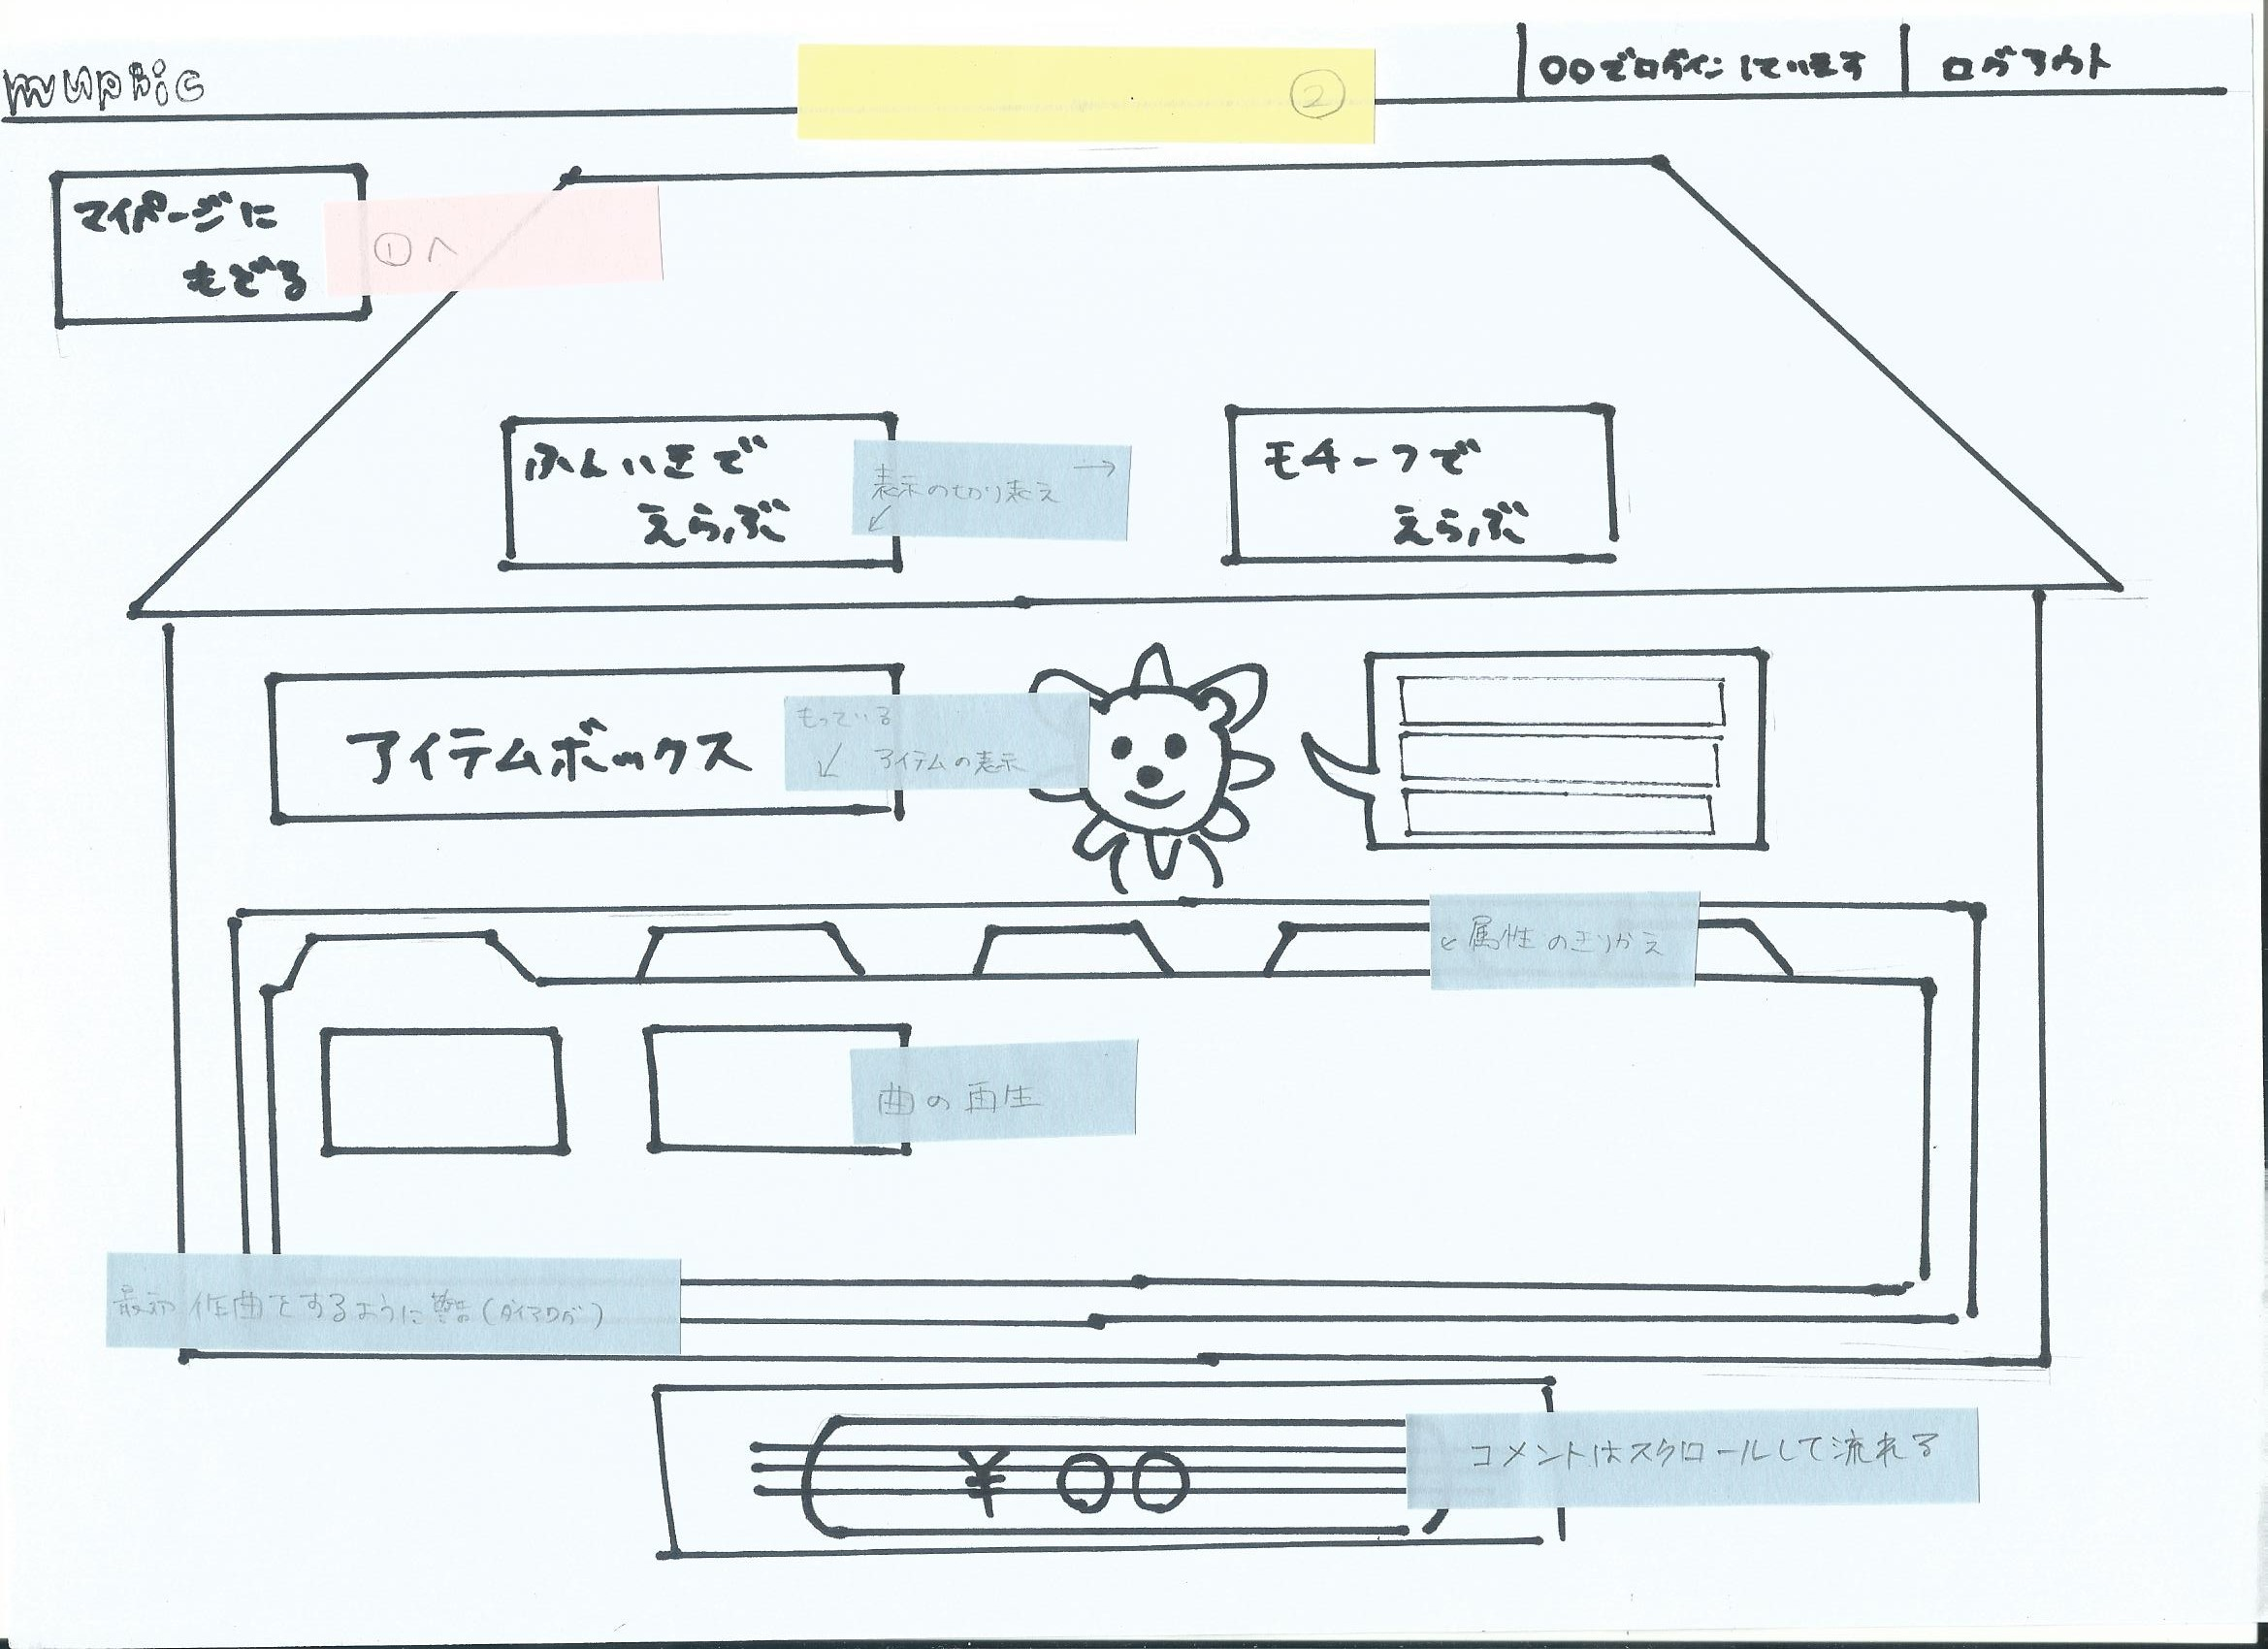 muphic
②
○○でログインしています
ログアウト
マイページに
もどる
①へ
ふんいきで
えらぶ
表示の切り表え
→
↙
モチーフで
えらぶ
アイテムボックス
もっている
↙ アイテムの表示
属性のきりかえ
曲の再生
最初 作曲をするように (ダイアログ)
¥○○
コメントはスクロールして流れる